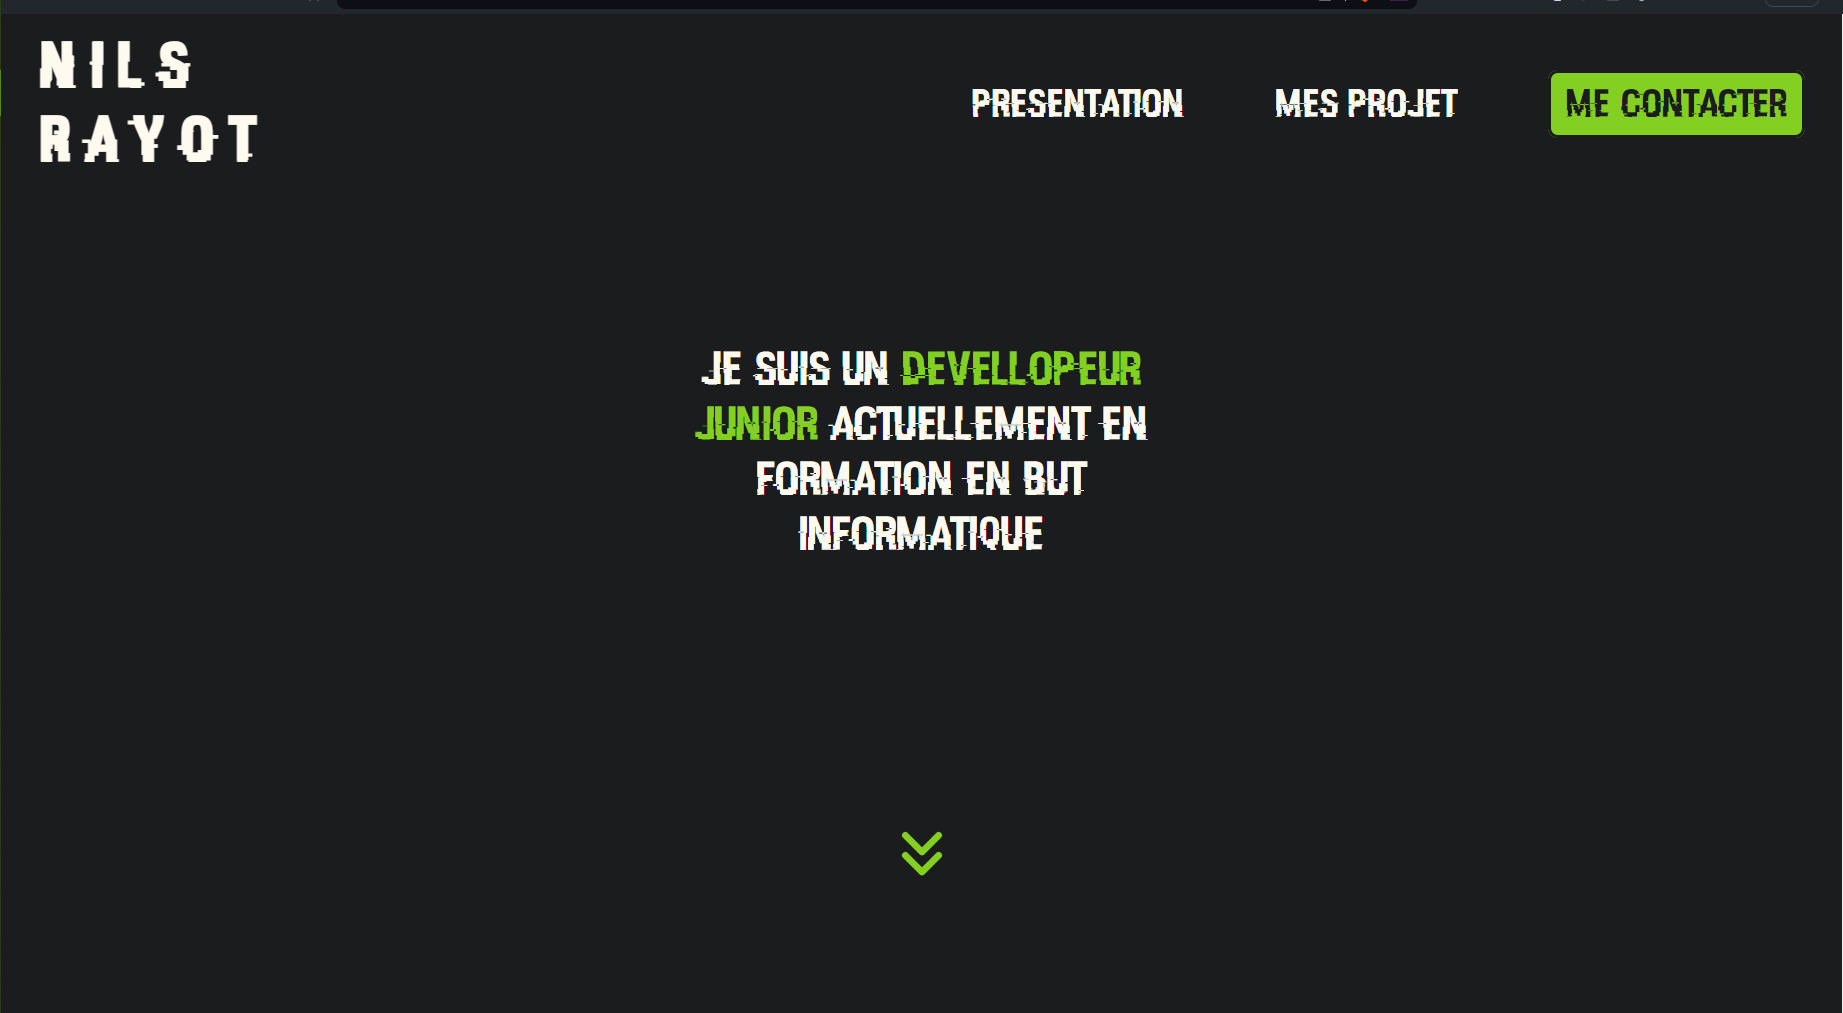 NILS
RAYOT
PRESENTATION
MES PROJET
ME CONTACTER
JE SUIS UN DEVELLOPEUR
JUNIOR ACTUELLEMENT EN
FORMATION EN BUT
INFORMATIQUE